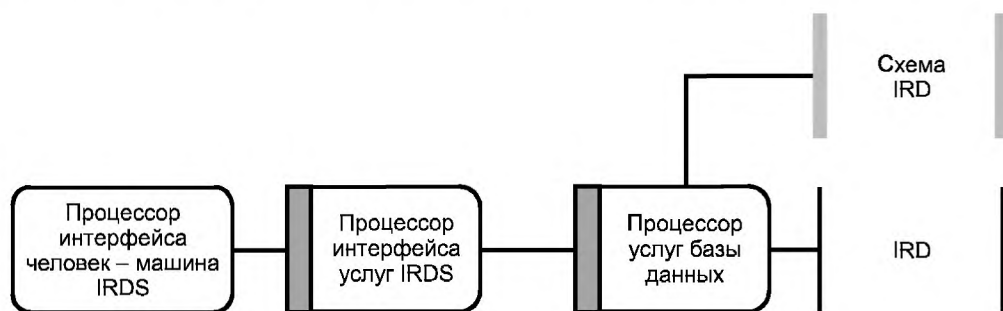 Схема
IRD
Процессор
интерфейса
человек – машина
IRDS
Процессор
интерфейса
услуг IRDS
Процессор
услуг базы
данных
IRD